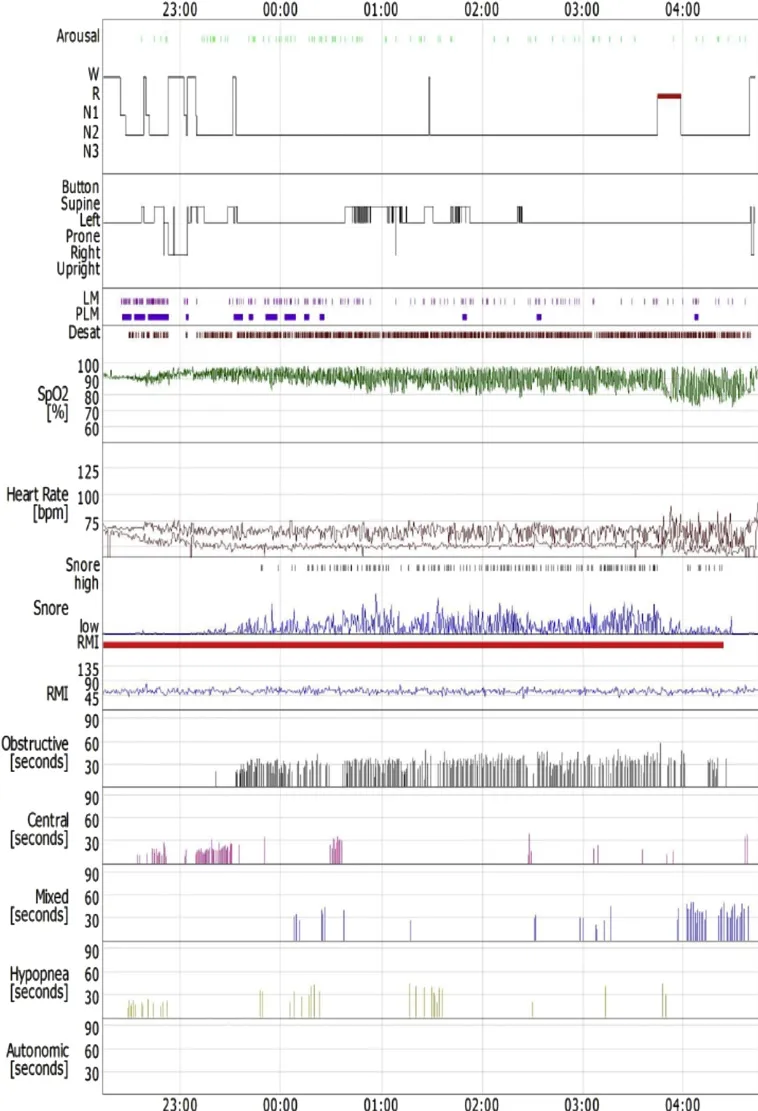 23:00 00:00 01:00 02:00 03:00 04:00
Arousal
W
R
N1
N2
N3
Button
Supine
Left
Prone
Right
Upright
LM
PLM
Desat
100
90
SpO2 80
[%] 70
60
125
Heart Rate 100
[bpm] 75
Snore
high
Snore
low
RMI
135
90
RMI 45
90
Obstructive 60
[seconds] 30
90
Central 60
[seconds] 30
90
Mixed 60
[seconds] 30
90
Hypopnea 60
[seconds] 30
90
Autonomic 60
[seconds] 30
23:00 00:00 01:00 02:00 03:00 04:00